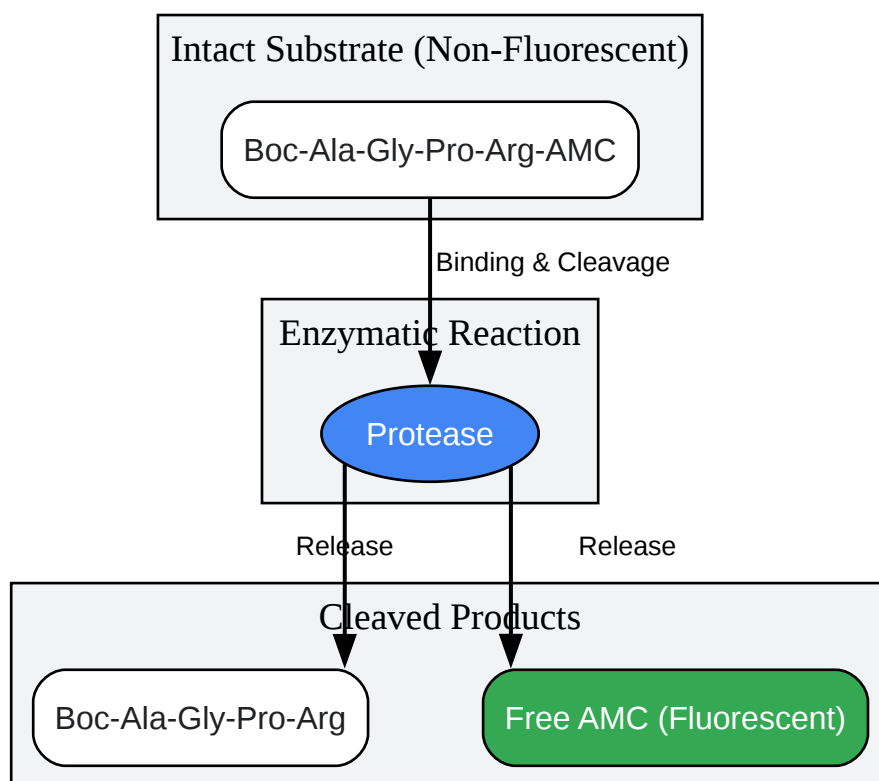 Intact Substrate (Non-Fluorescent)
Boc-Ala-Gly-Pro-Arg-AMC
Binding & Cleavage
Enzymatic Reaction
Protease
Release
Release
Cleaved Products
Boc-Ala-Gly-Pro-Arg
Free AMC (Fluorescent)